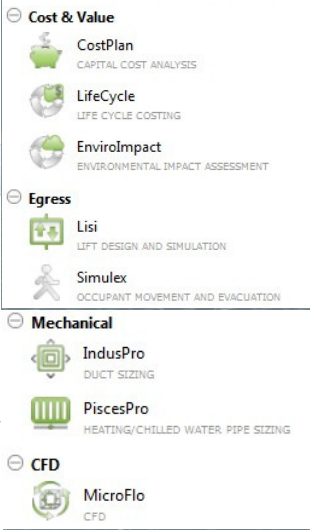 Cost & Value
CostPlan
CAPITAL COST ANALYSIS
LifeCycle
LIFE CYCLE COSTING
EnviroImpact
ENVIRONMENTAL IMPACT ASSESSMENT
Egress
Lisi
LIFT DESIGN AND SIMULATION
Simulex
OCCUPANT MOVEMENT AND EVACUATION
Mechanical
IndusPro
DUCT SIZING
PiscesPro
HEATING/CHILLED WATER PIPE SIZING
CFD
MicroFlo
CFD